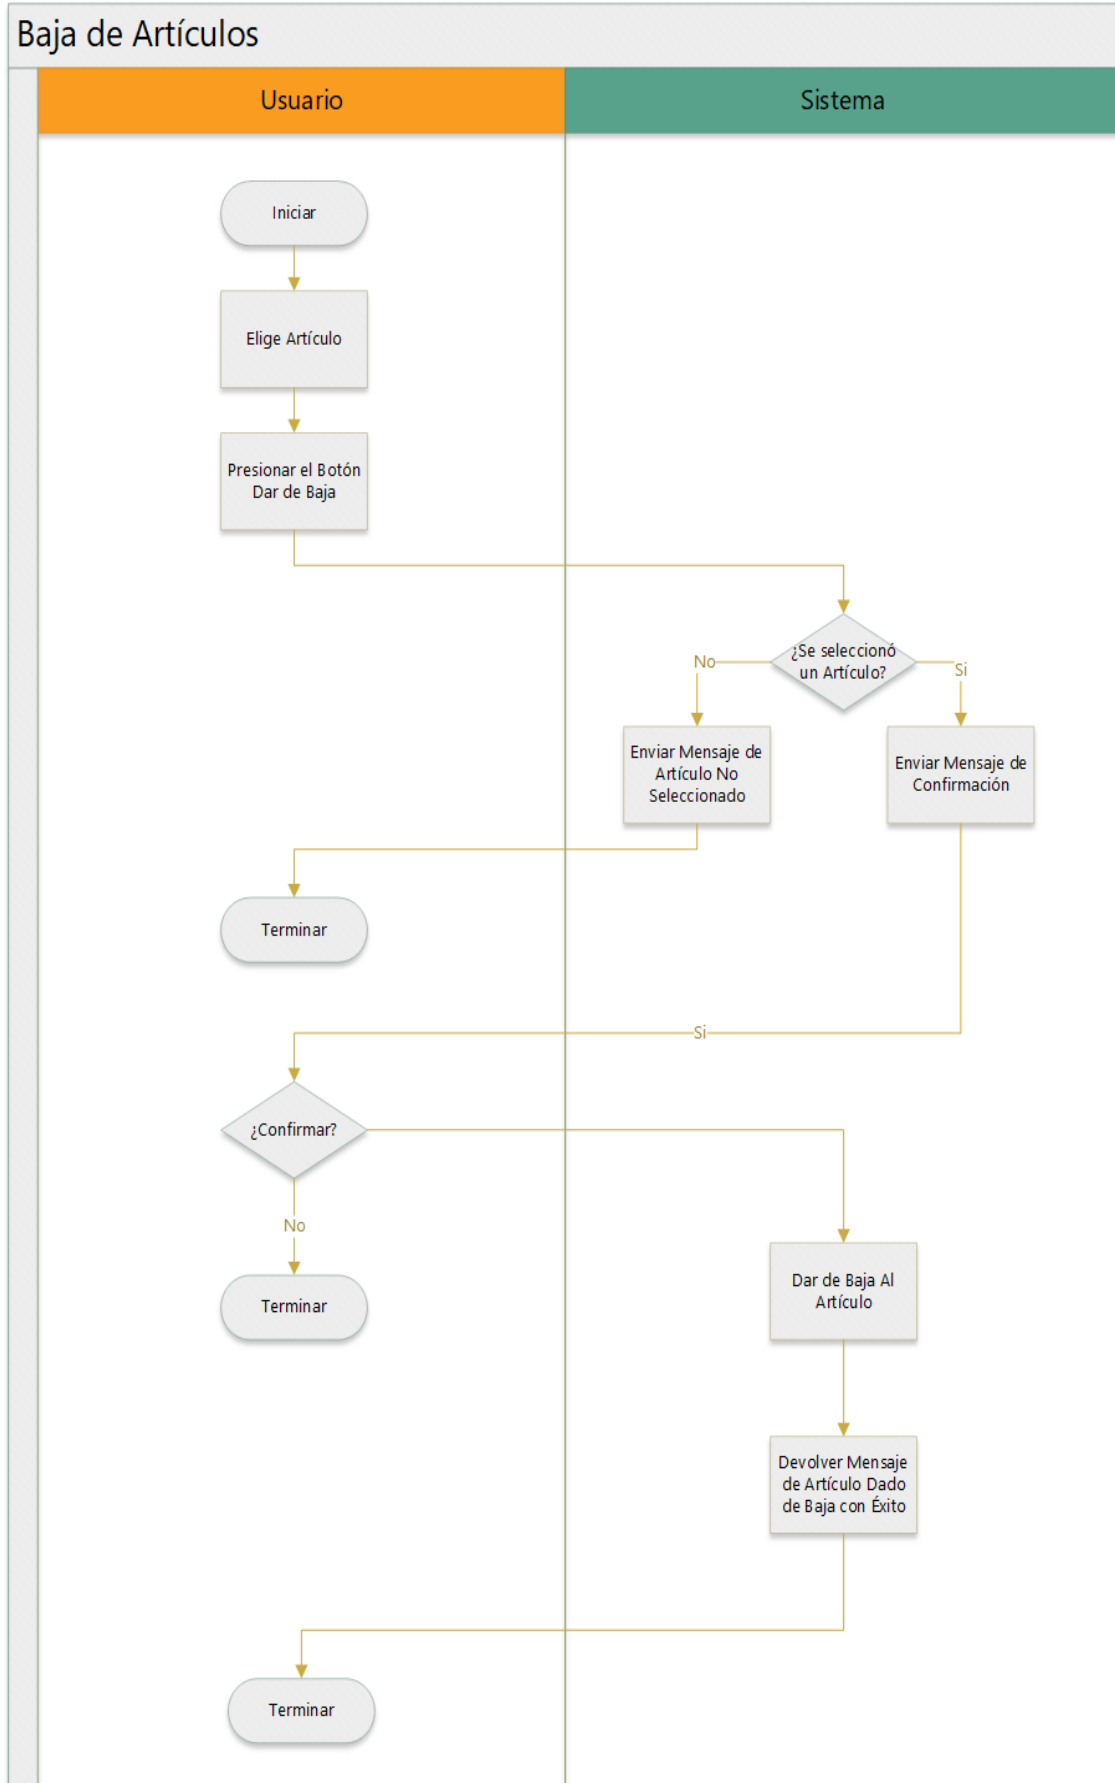 Baja de Artículos
Usuario
Sistema
Iniciar
Elige Artículo
Presionar el Botón
Dar de Baja
¿Se seleccionó
un Artículo?
No
Si
Enviar Mensaje de
Artículo No
Seleccionado
Enviar Mensaje de
Confirmación
Terminar
Si
¿Confirmar?
No
Terminar
Dar de Baja Al
Artículo
Devolver Mensaje
de Artículo Dado
de Baja con Éxito
Terminar